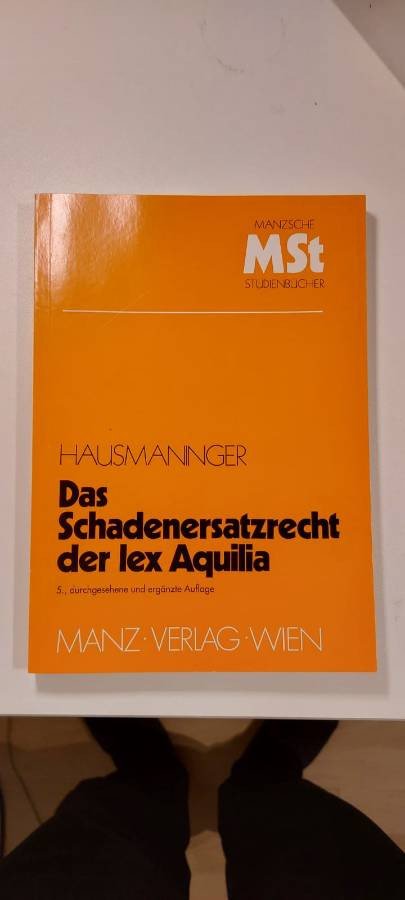 MANZSCHE
MSt
STUDIENBÜCHER
HAUSMANINGER
Das
Schadenersatzrecht
der lex Aquilia
5., durchgesehene und ergänzte Auflage
MANZ · VERLAG · WIEN